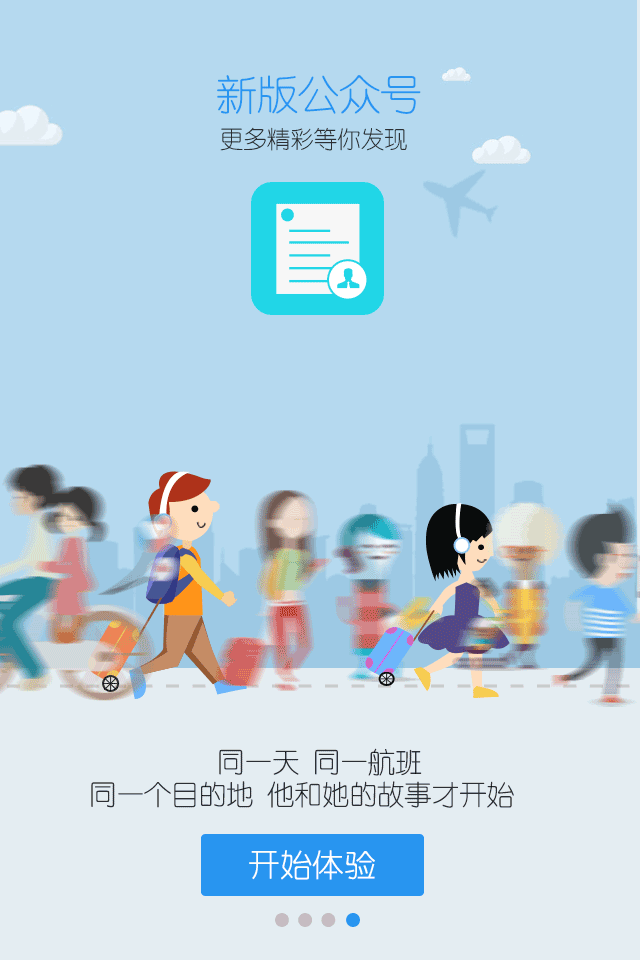 新版公众号
更多精彩等你发现
同一天 同一航班
同一个目的地 他和她的故事才开始
开始体验